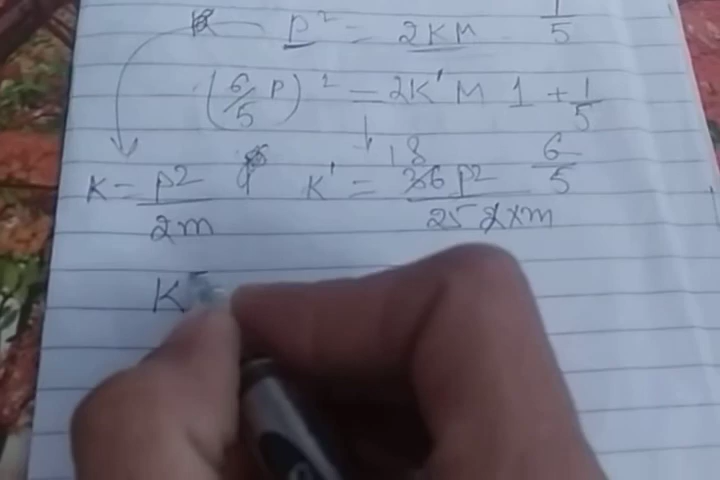 p² = 2KM 1/5
(6/5 p)² = 2K' M 1 + 1/5
K = p²/2m K' = 18 36 p²/25 2 x m 6/5
K